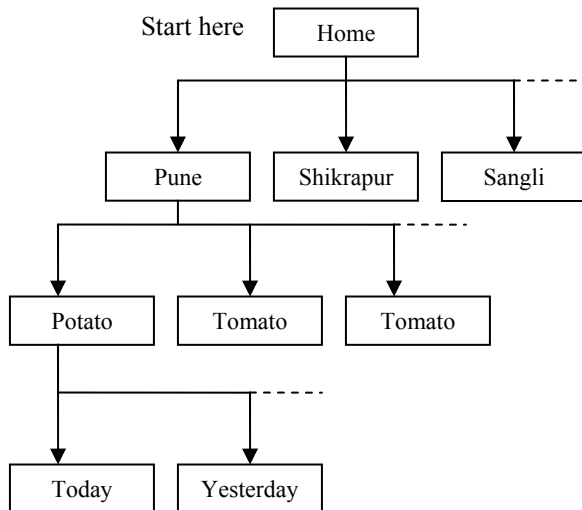 Start here
Home
Pune
Shikrapur
Sangli
Potato
Tomato
Tomato
Today
Yesterday